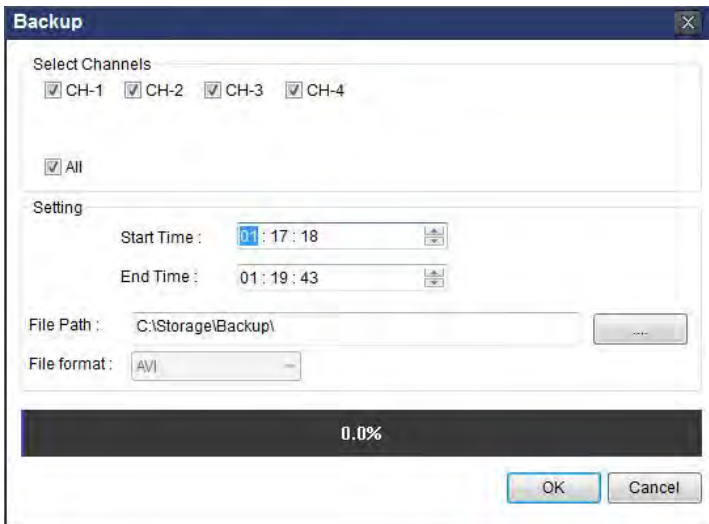 Backup
Select Channels
CH-1 CH-2 CH-3 CH-4
All
Setting
Start Time : 01 : 17 : 18
End Time : 01 : 19 : 43
File Path : C:\Storage\Backup\ ....
File format : AVI
0.0%
OK Cancel